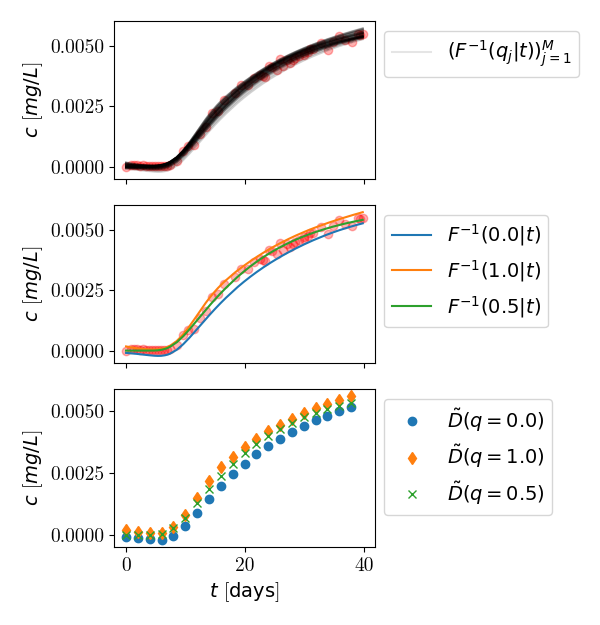 0.0050
0.0025
0.0000
c [mg/L]
(F⁻¹(q_j|t))_{j=1}^M
0.0050
0.0025
0.0000
c [mg/L]
F⁻¹(0.0|t)
F⁻¹(1.0|t)
F⁻¹(0.5|t)
0.0050
0.0025
0.0000
c [mg/L]
D̃(q = 0.0)
D̃(q = 1.0)
D̃(q = 0.5)
0 20 40
t [days]